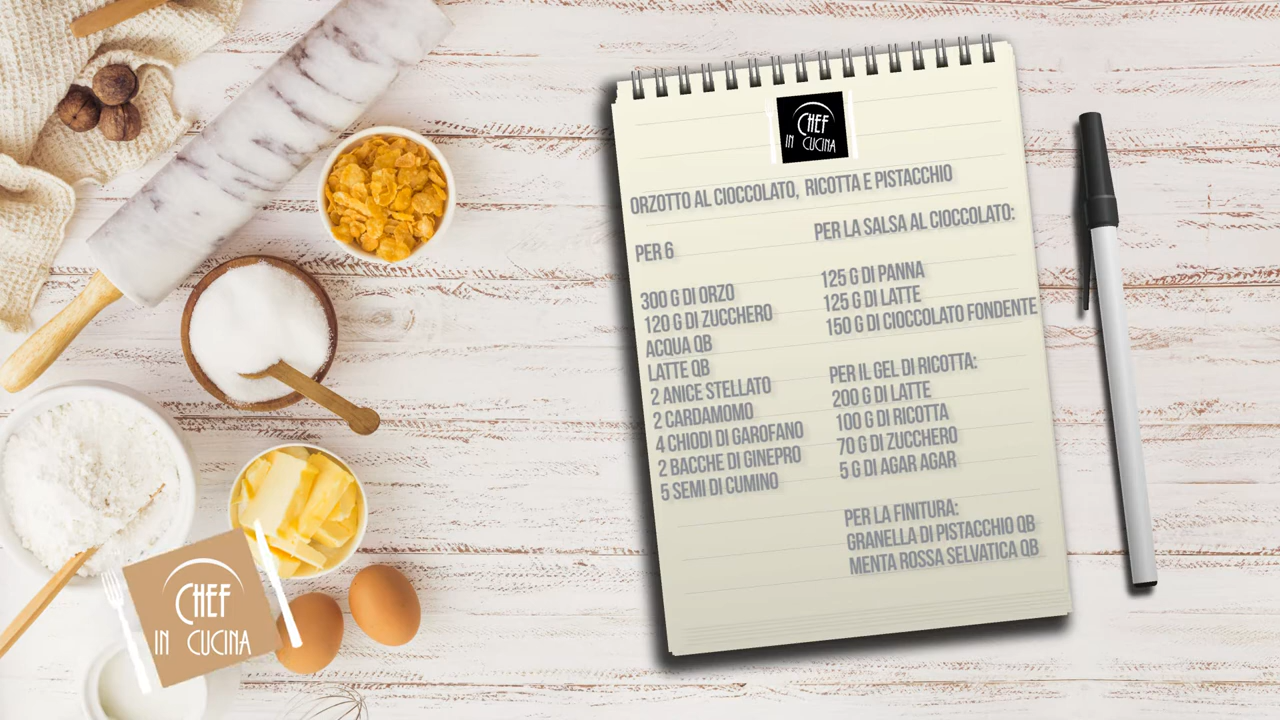 CHEF
IN CUCINA
ORZOTTO AL CIOCCOLATO, RICOTTA E PISTACCHIO
PER 6
300 G DI ORZO
120 G DI ZUCCHERO
ACQUA QB
LATTE QB
2 ANICE STELLATO
2 CARDAMOMO
4 CHIODI DI GAROFANO
2 BACCHE DI GINEPRO
5 SEMI DI CUMINO
PER LA SALSA AL CIOCCOLATO:
125 G DI PANNA
125 G DI LATTE
150 G DI CIOCCOLATO FONDENTE
PER IL GEL DI RICOTTA:
200 G DI LATTE
100 G DI RICOTTA
70 G DI ZUCCHERO
5 G DI AGAR AGAR
PER LA FINITURA:
GRANELLA DI PISTACCHIO QB
MENTA ROSSA SELVATICA QB
CHEF
IN CUCINA